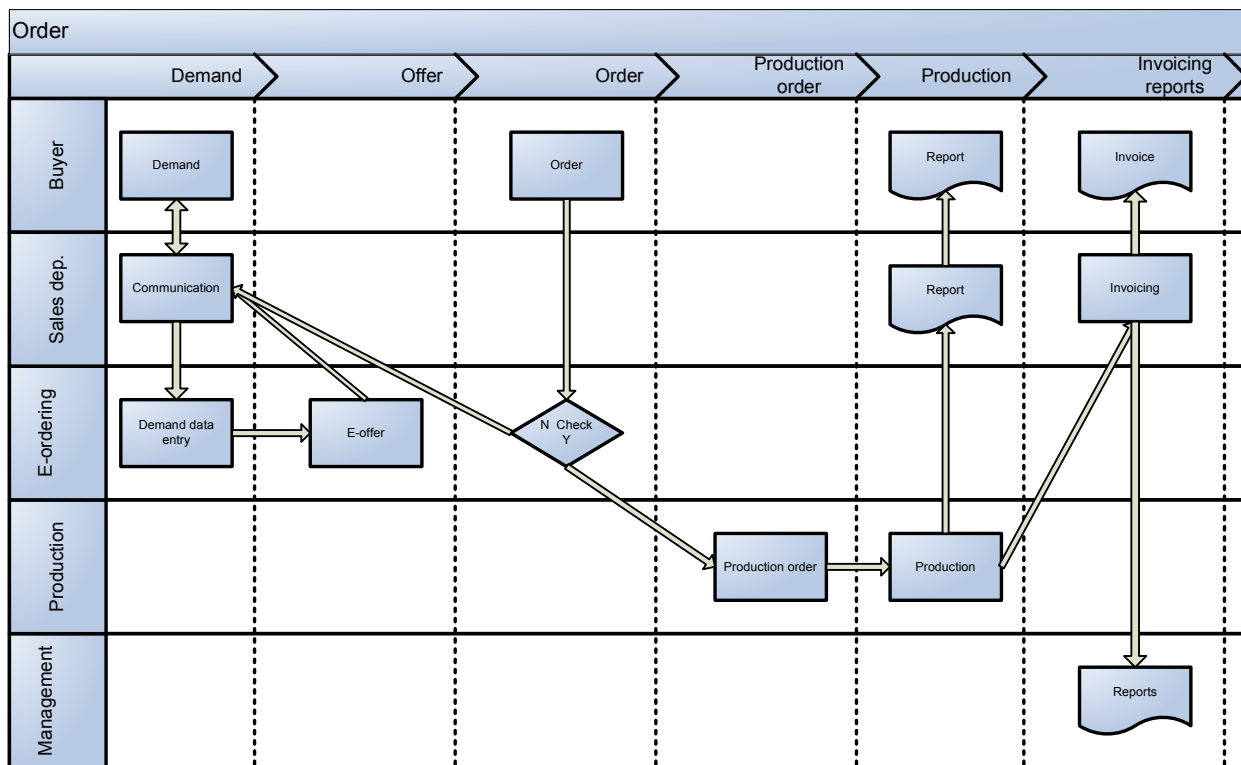 Order
Demand
Offer
Order
Production
order
Production
Invoicing
reports
Buyer
Demand
Order
Report
Invoice
Sales dep.
Communication
Report
Invoicing
E-ordering
Demand data
entry
E-offer
N Check
Y
Production
Production order
Production
Management
Reports